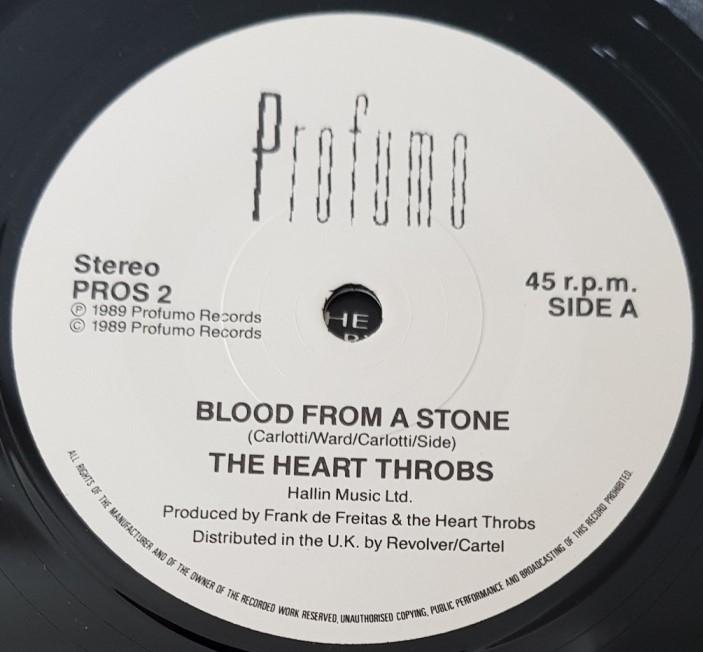 Profumo
Stereo
PROS 2
Ⓟ 1989 Profumo Records
© 1989 Profumo Records
45 r.p.m.
SIDE A
HE
BLOOD FROM A STONE
(Carlotti/Ward/Carlotti/Side)
THE HEART THROBS
Hallin Music Ltd.
Produced by Frank de Freitas & the Heart Throbs
Distributed in the U.K. by Revolver/Cartel
ALL RIGHTS OF THE MANUFACTURER AND OF THE OWNER OF THE RECORDED WORK RESERVED, UNAUTHORISED COPYING, PUBLIC PERFORMANCE AND BROADCASTING OF THIS RECORD PROHIBITED.